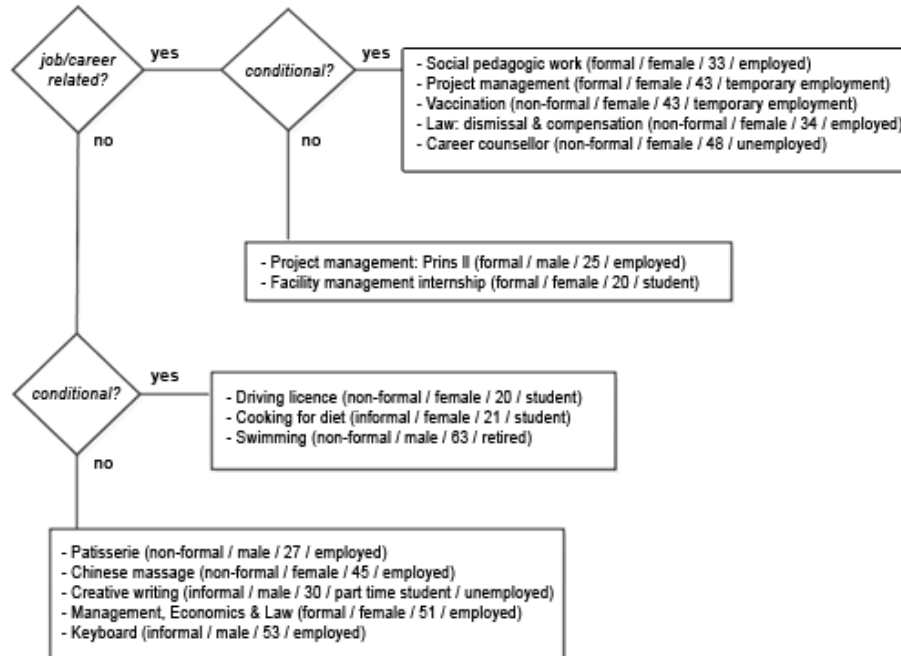 job/career
related?
yes
conditional?
yes
- Social pedagogic work (formal / female / 33 / employed)
- Project management (formal / female / 43 / temporary employment)
- Vaccination (non-formal / female / 43 / temporary employment)
- Law: dismissal & compensation (non-formal / female / 34 / employed)
- Career counsellor (non-formal / female / 48 / unemployed)
no
no
- Project management: Prins II (formal / male / 25 / employed)
- Facility management internship (formal / female / 20 / student)
conditional?
yes
- Driving licence (non-formal / female / 20 / student)
- Cooking for diet (informal / female / 21 / student)
- Swimming (non-formal / male / 63 / retired)
no
- Patisserie (non-formal / male / 27 / employed)
- Chinese massage (non-formal / female / 45 / employed)
- Creative writing (informal / male / 30 / part time student / unemployed)
- Management, Economics & Law (formal / female / 51 / employed)
- Keyboard (informal / male / 53 / employed)